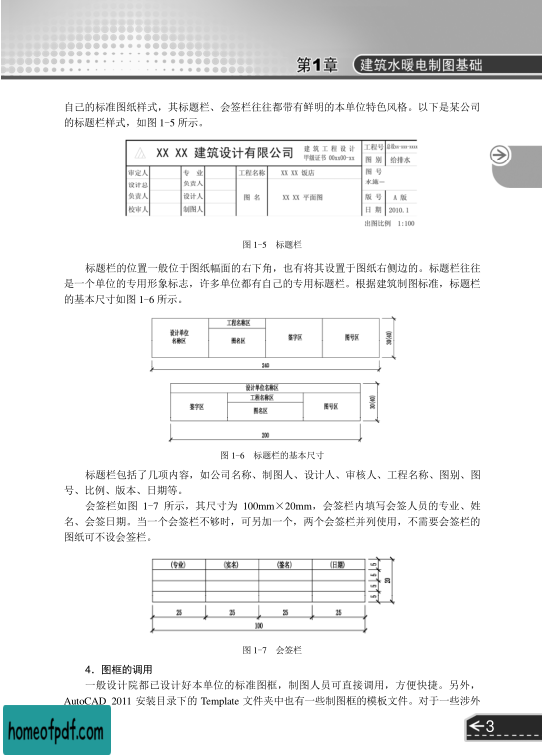 第1章 建筑水暖电制图基础
自己的标准图纸样式，其标题栏、会签栏往往都带有鲜明的本单位特色风格。以下是某公司
的标题栏样式，如图 1-5 所示。
XX XX 建筑设计有限公司
建 筑 工 程 设 计
甲级证书 00xx00-xx
工程号
图 别 给排水
审定人 专 业 工程名称 XX XX 饭店 图 号
设计总 负责人
负责人 设计人 图 名 XX XX 平面图 版 号 A 版
校审人 制图人 日 期 2010.1
出图比例 1:100
图 1-5 标题栏
标题栏的位置一般位于图纸幅面的右下角，也有将其设置于图纸右侧边的。标题栏往往
是一个单位的专用形象标志，许多单位都有自己的专用标题栏。根据建筑制图标准，标题栏
的基本尺寸如图 1-6 所示。
设计单位
名称区
工程名称区
图名区
签字区
图号区
30(40)
240
设计单位名称区
签字区
工程名称区
图名区
图号区
30(40)
200
图 1-6 标题栏的基本尺寸
标题栏包括了几项内容，如公司名称、制图人、设计人、审核人、工程名称、图别、图
号、比例、版本、日期等。
会签栏如图 1-7 所示，其尺寸为 100mm×20mm，会签栏内填写会签人员的专业、姓
名、会签日期。当一个会签栏不够时，可另加一个，两个会签栏并列使用，不需要会签栏的
图纸可不设会签栏。
(专业) (实名) (签名) (日期)
5
5
5
5
20
25 25 25 25
100
图 1-7 会签栏
4．图框的调用
一般设计院都已设计好本单位的标准图框，制图人员可直接调用，方便快捷。另外，
AutoCAD 2011 安装目录下的 Template 文件夹中也有一些制图框的模板文件。对于一些涉外
3
homeofpdf.com